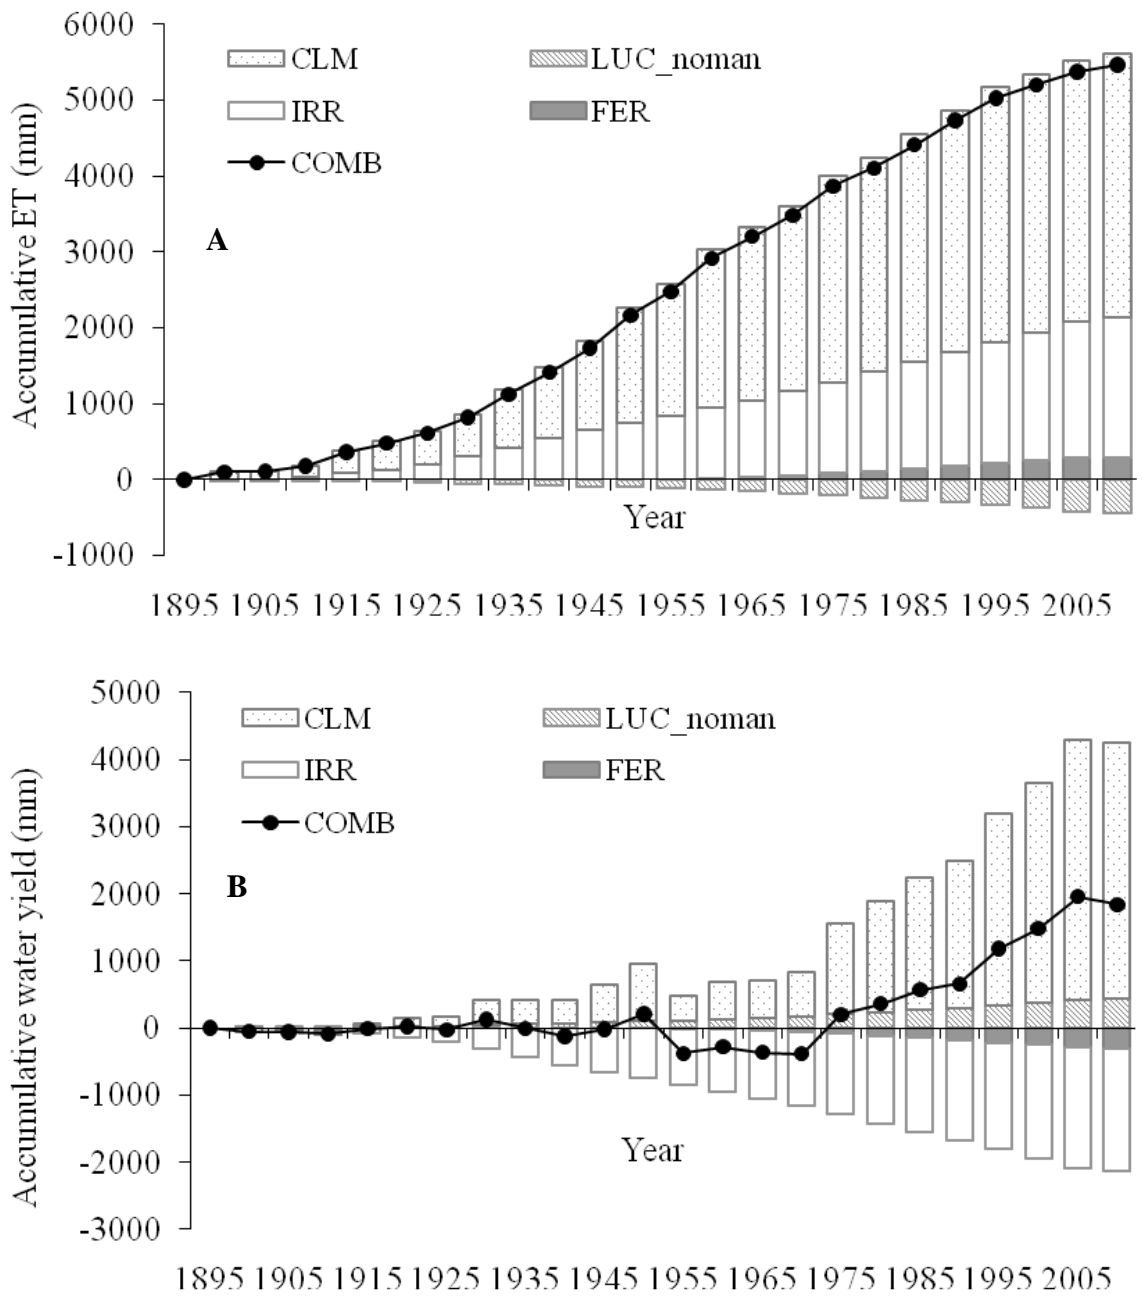 6000
5000
4000
3000
2000
1000
0
-1000
Accumulative ET (mm)
CLM
LUC_noman
IRR
FER
COMB
A
Year
1895 1905 1915 1925 1935 1945 1955 1965 1975 1985 1995 2005
5000
4000
3000
2000
1000
0
-1000
-2000
-3000
Accumulative water yield (mm)
CLM
LUC_noman
IRR
FER
COMB
B
Year
1895 1905 1915 1925 1935 1945 1955 1965 1975 1985 1995 2005